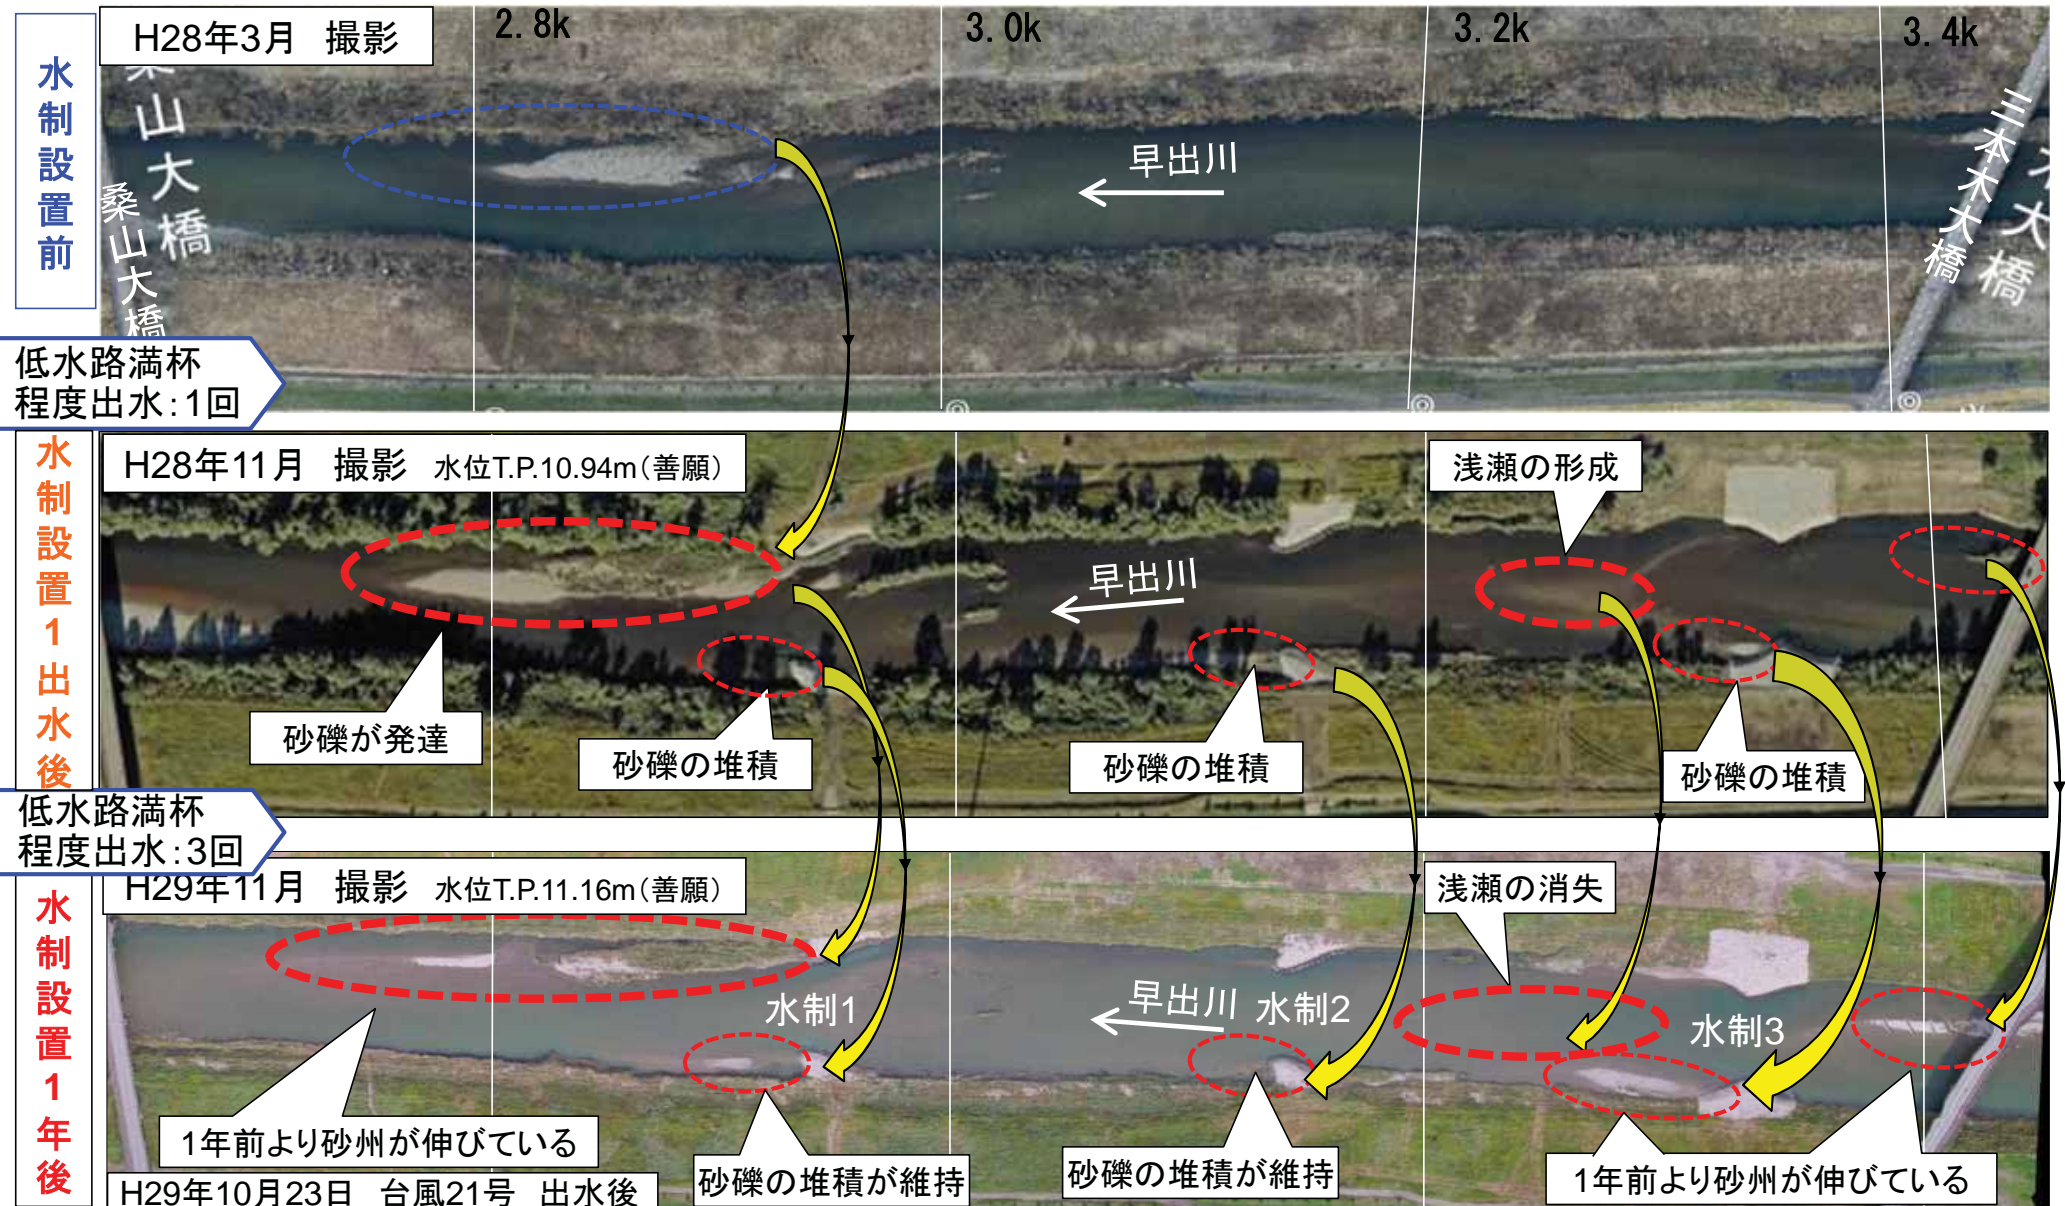 水制設置前
H28年3月　撮影
2.8k
3.0k
3.2k
3.4k
桑山大橋
桑山大橋
早出川
三本木大橋
木大橋
低水路満杯
程度出水：1回
水制設置1出水後
H28年11月　撮影　水位T.P.10.94m（善願）
浅瀬の形成
早出川
砂礫が発達
砂礫の堆積
砂礫の堆積
砂礫の堆積
低水路満杯
程度出水：3回
水制設置1年後
H29年11月　撮影　水位T.P.11.16m（善願）
浅瀬の消失
水制1
早出川
水制2
水制3
1年前より砂州が伸びている
砂礫の堆積が維持
砂礫の堆積が維持
1年前より砂州が伸びている
H29年10月23日　台風21号　出水後